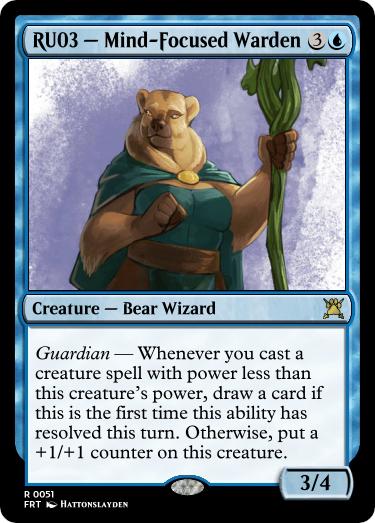 RU03 — Mind-Focused Warden 3
Creature — Bear Wizard
Guardian — Whenever you cast a
creature spell with power less than
this creature's power, draw a card if
this is the first time this ability has
resolved this turn. Otherwise, put a
+1/+1 counter on this creature.
3/4
R 0051
FRT Hattonslayden